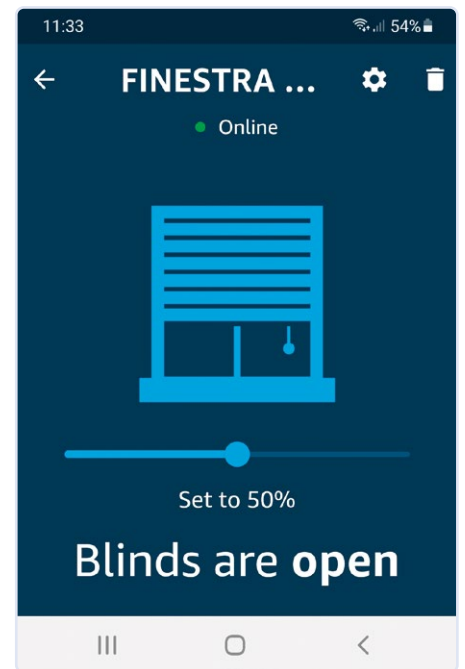 11:33 54%
FINESTRA ...
Online
Set to 50%
Blinds are open